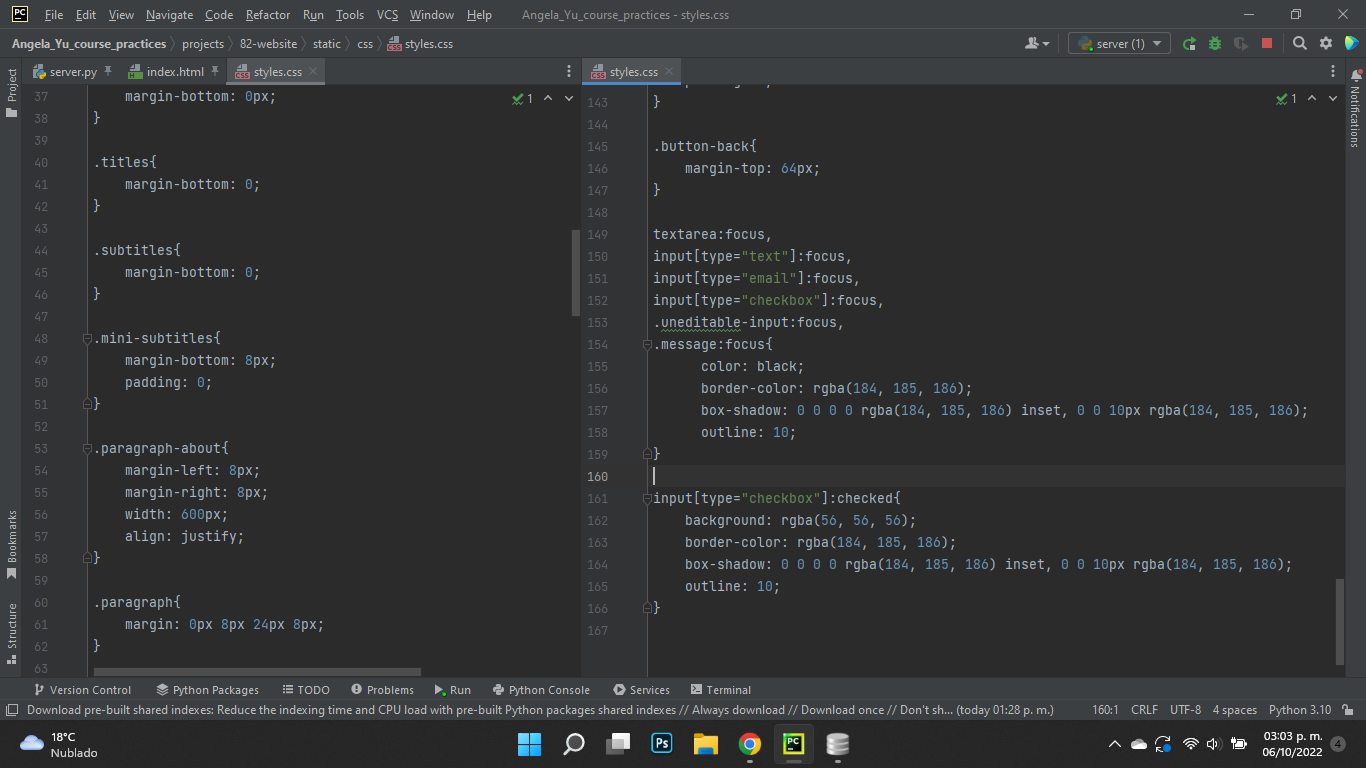 PC File Edit View Navigate Code Refactor Run Tools VCS Window Help Angela_Yu_course_practices - styles.css
Angela_Yu_course_practices projects 82-website static css styles.css server (1)
server.py index.html styles.css
styles.css
Project
Bookmarks
Structure
1
37 margin-bottom: 0px;
38 }
39
40 .titles{
41 margin-bottom: 0;
42 }
43
44 .subtitles{
45 margin-bottom: 0;
46 }
47
48 .mini-subtitles{
49 margin-bottom: 8px;
50 padding: 0;
51 }
52
53 .paragraph-about{
54 margin-left: 8px;
55 margin-right: 8px;
56 width: 600px;
57 align: justify;
58 }
59
60 .paragraph{
61 margin: 0px 8px 24px 8px;
62 }
63
1
143 }
144
145 .button-back{
146 margin-top: 64px;
147 }
148
149 textarea:focus,
150 input[type="text"]:focus,
151 input[type="email"]:focus,
152 input[type="checkbox"]:focus,
153 .uneditable-input:focus,
154 .message:focus{
155 color: black;
156 border-color: rgba(184, 185, 186);
157 box-shadow: 0 0 0 0 rgba(184, 185, 186) inset, 0 0 10px rgba(184, 185, 186);
158 outline: 10;
159 }
160
161 input[type="checkbox"]:checked{
162 background: rgba(56, 56, 56);
163 border-color: rgba(184, 185, 186);
164 box-shadow: 0 0 0 0 rgba(184, 185, 186) inset, 0 0 10px rgba(184, 185, 186);
165 outline: 10;
166 }
167
Notifications
Version Control Python Packages TODO Problems Run Python Console Services Terminal
Download pre-built shared indexes: Reduce the indexing time and CPU load with pre-built Python packages shared indexes // Always download // Download once // Don't sh... (today 01:28 p. m.) 160:1 CRLF UTF-8 4 spaces Python 3.10
18°C
Nublado
Ps
PC
03:03 p. m.
06/10/2022
4